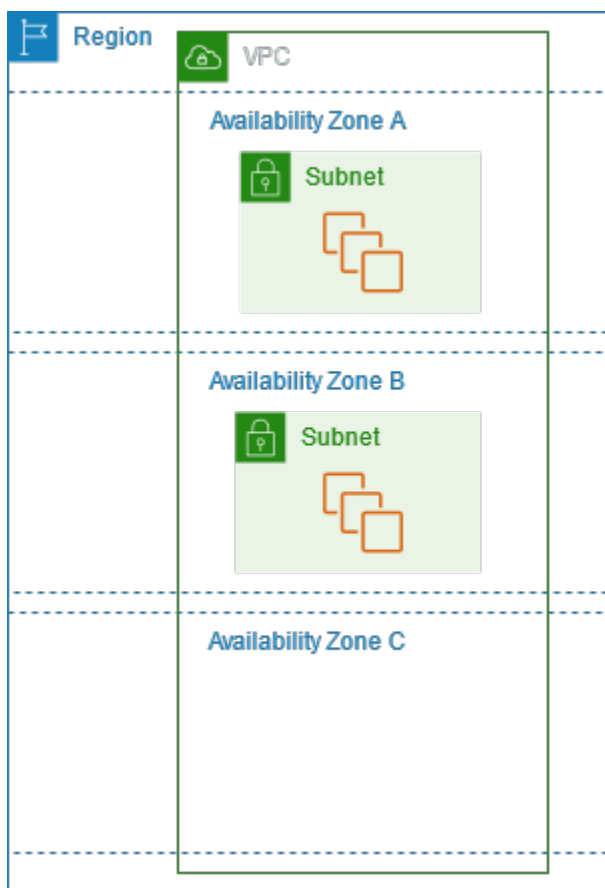 Region
VPC
Availability Zone A
Subnet
Availability Zone B
Subnet
Availability Zone C